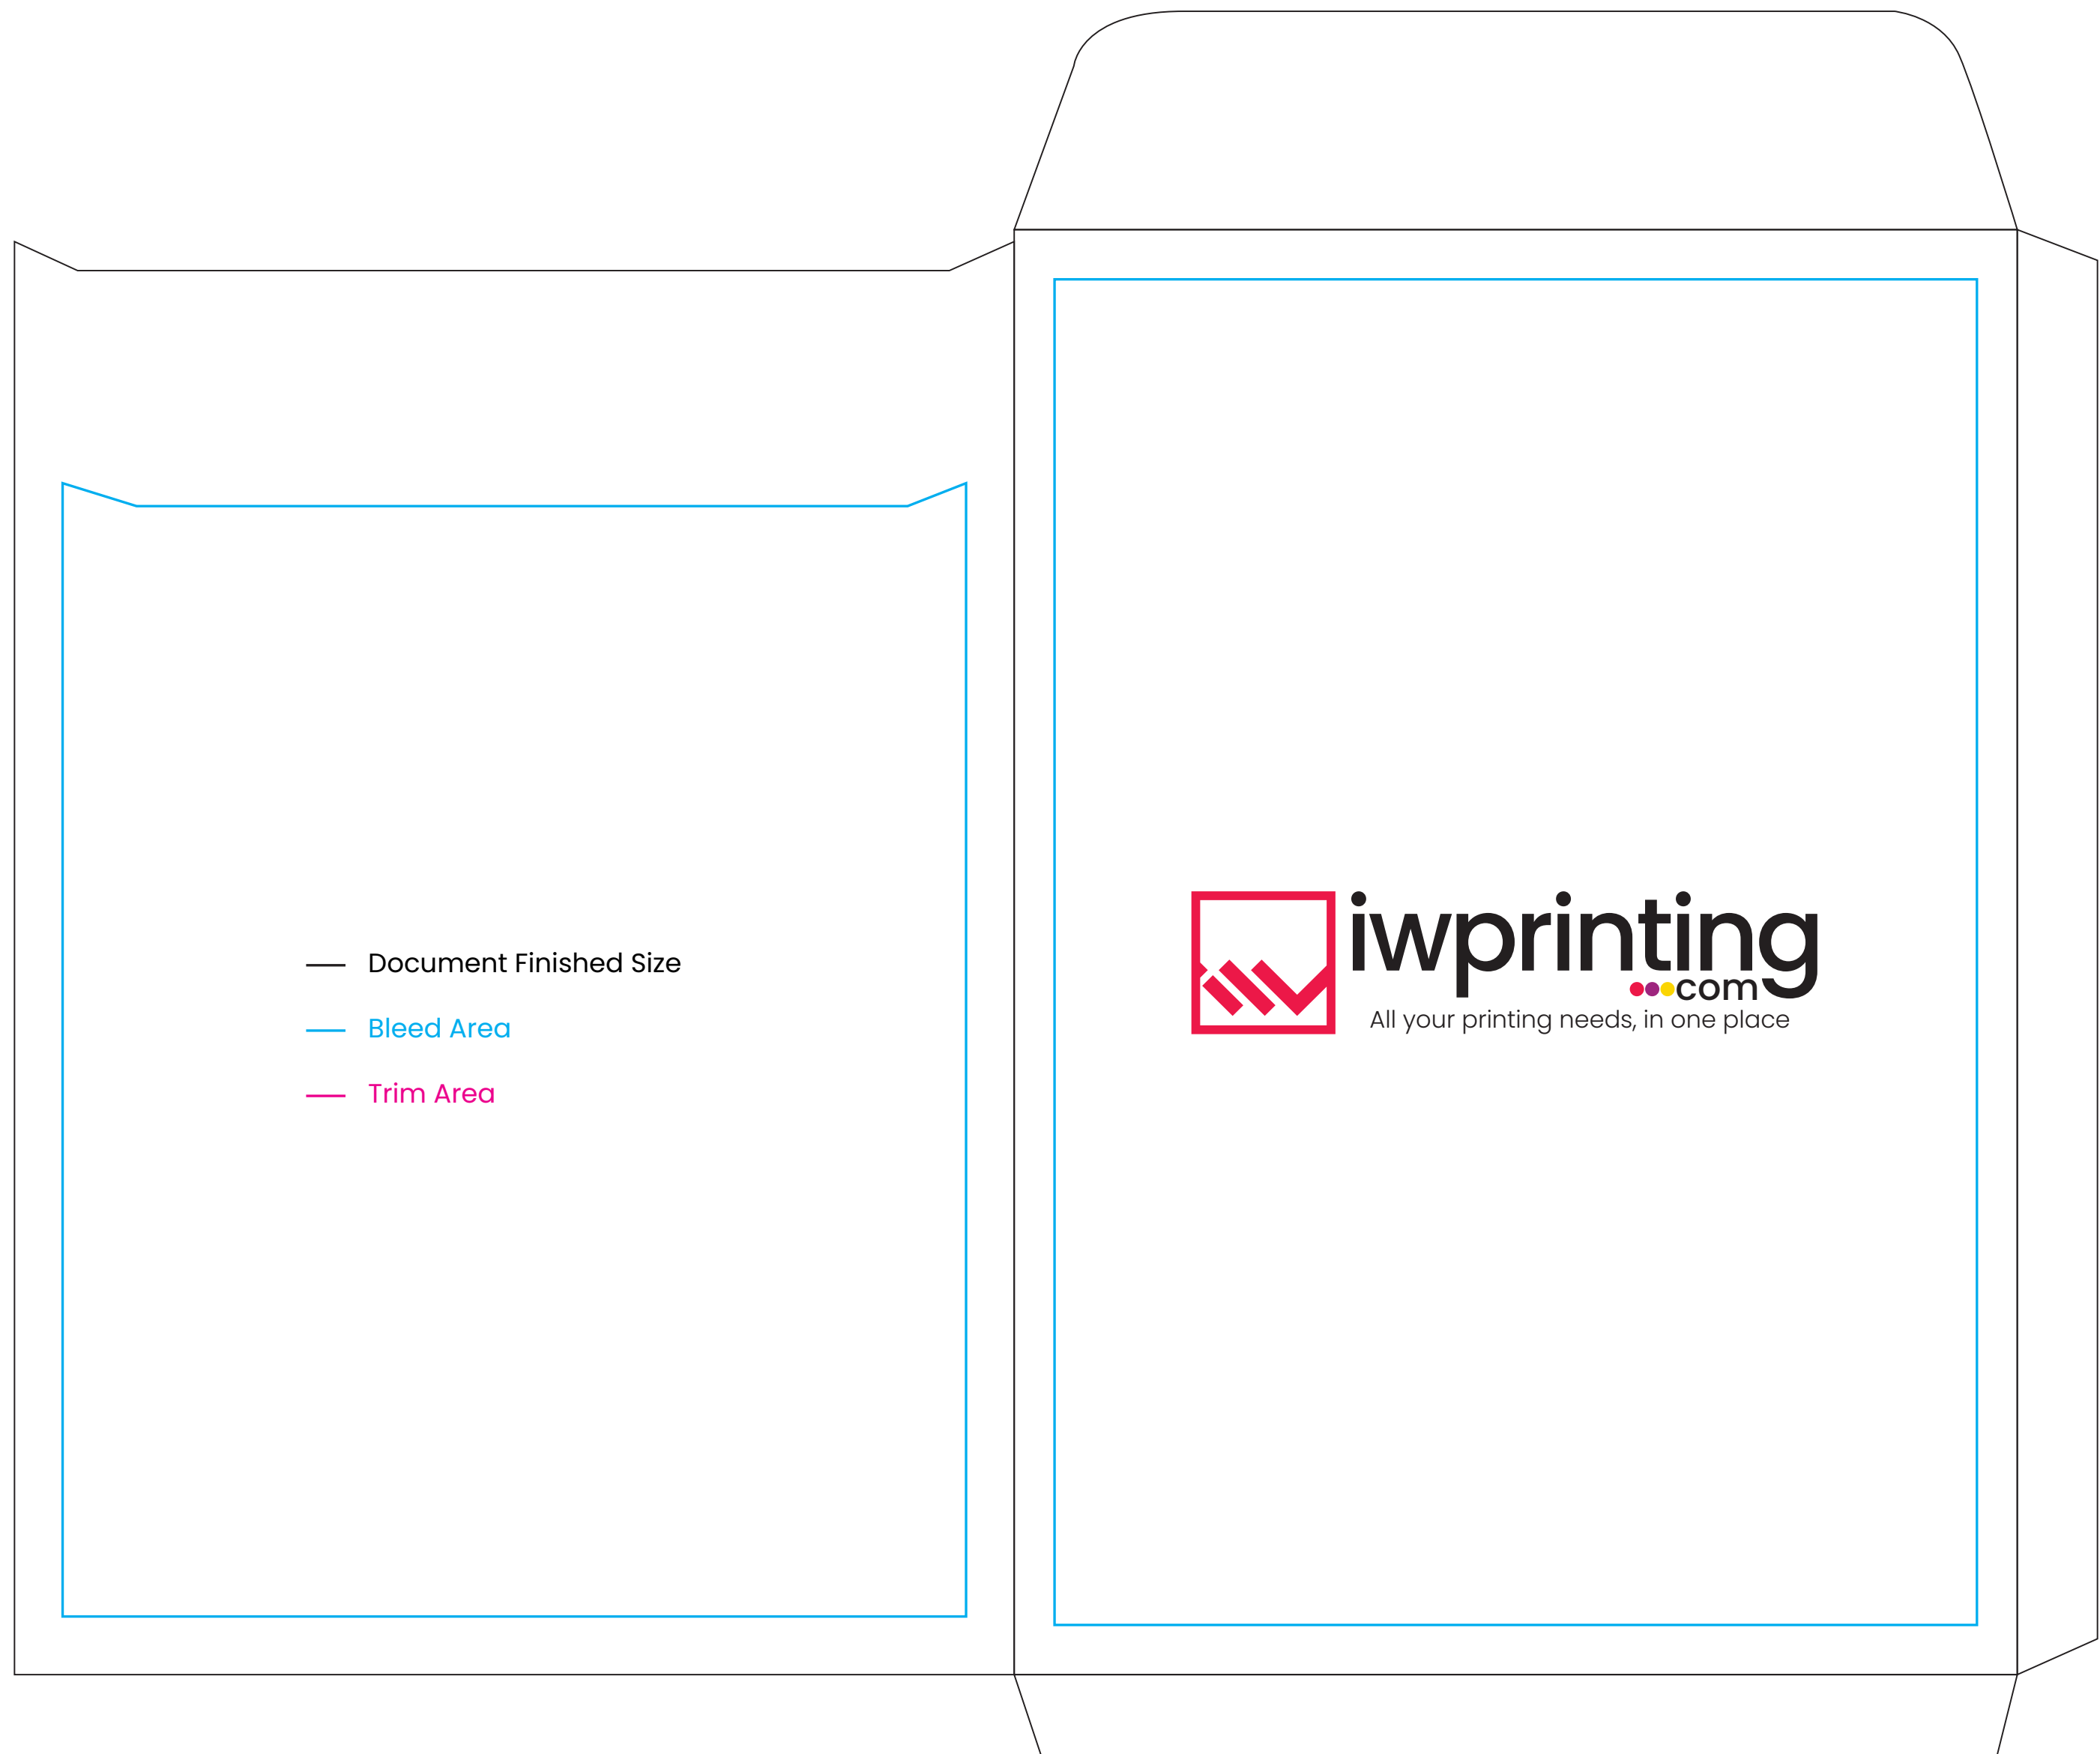 Document Finished Size
Bleed Area
Trim Area
iwprinting
com
All your printing needs, in one place